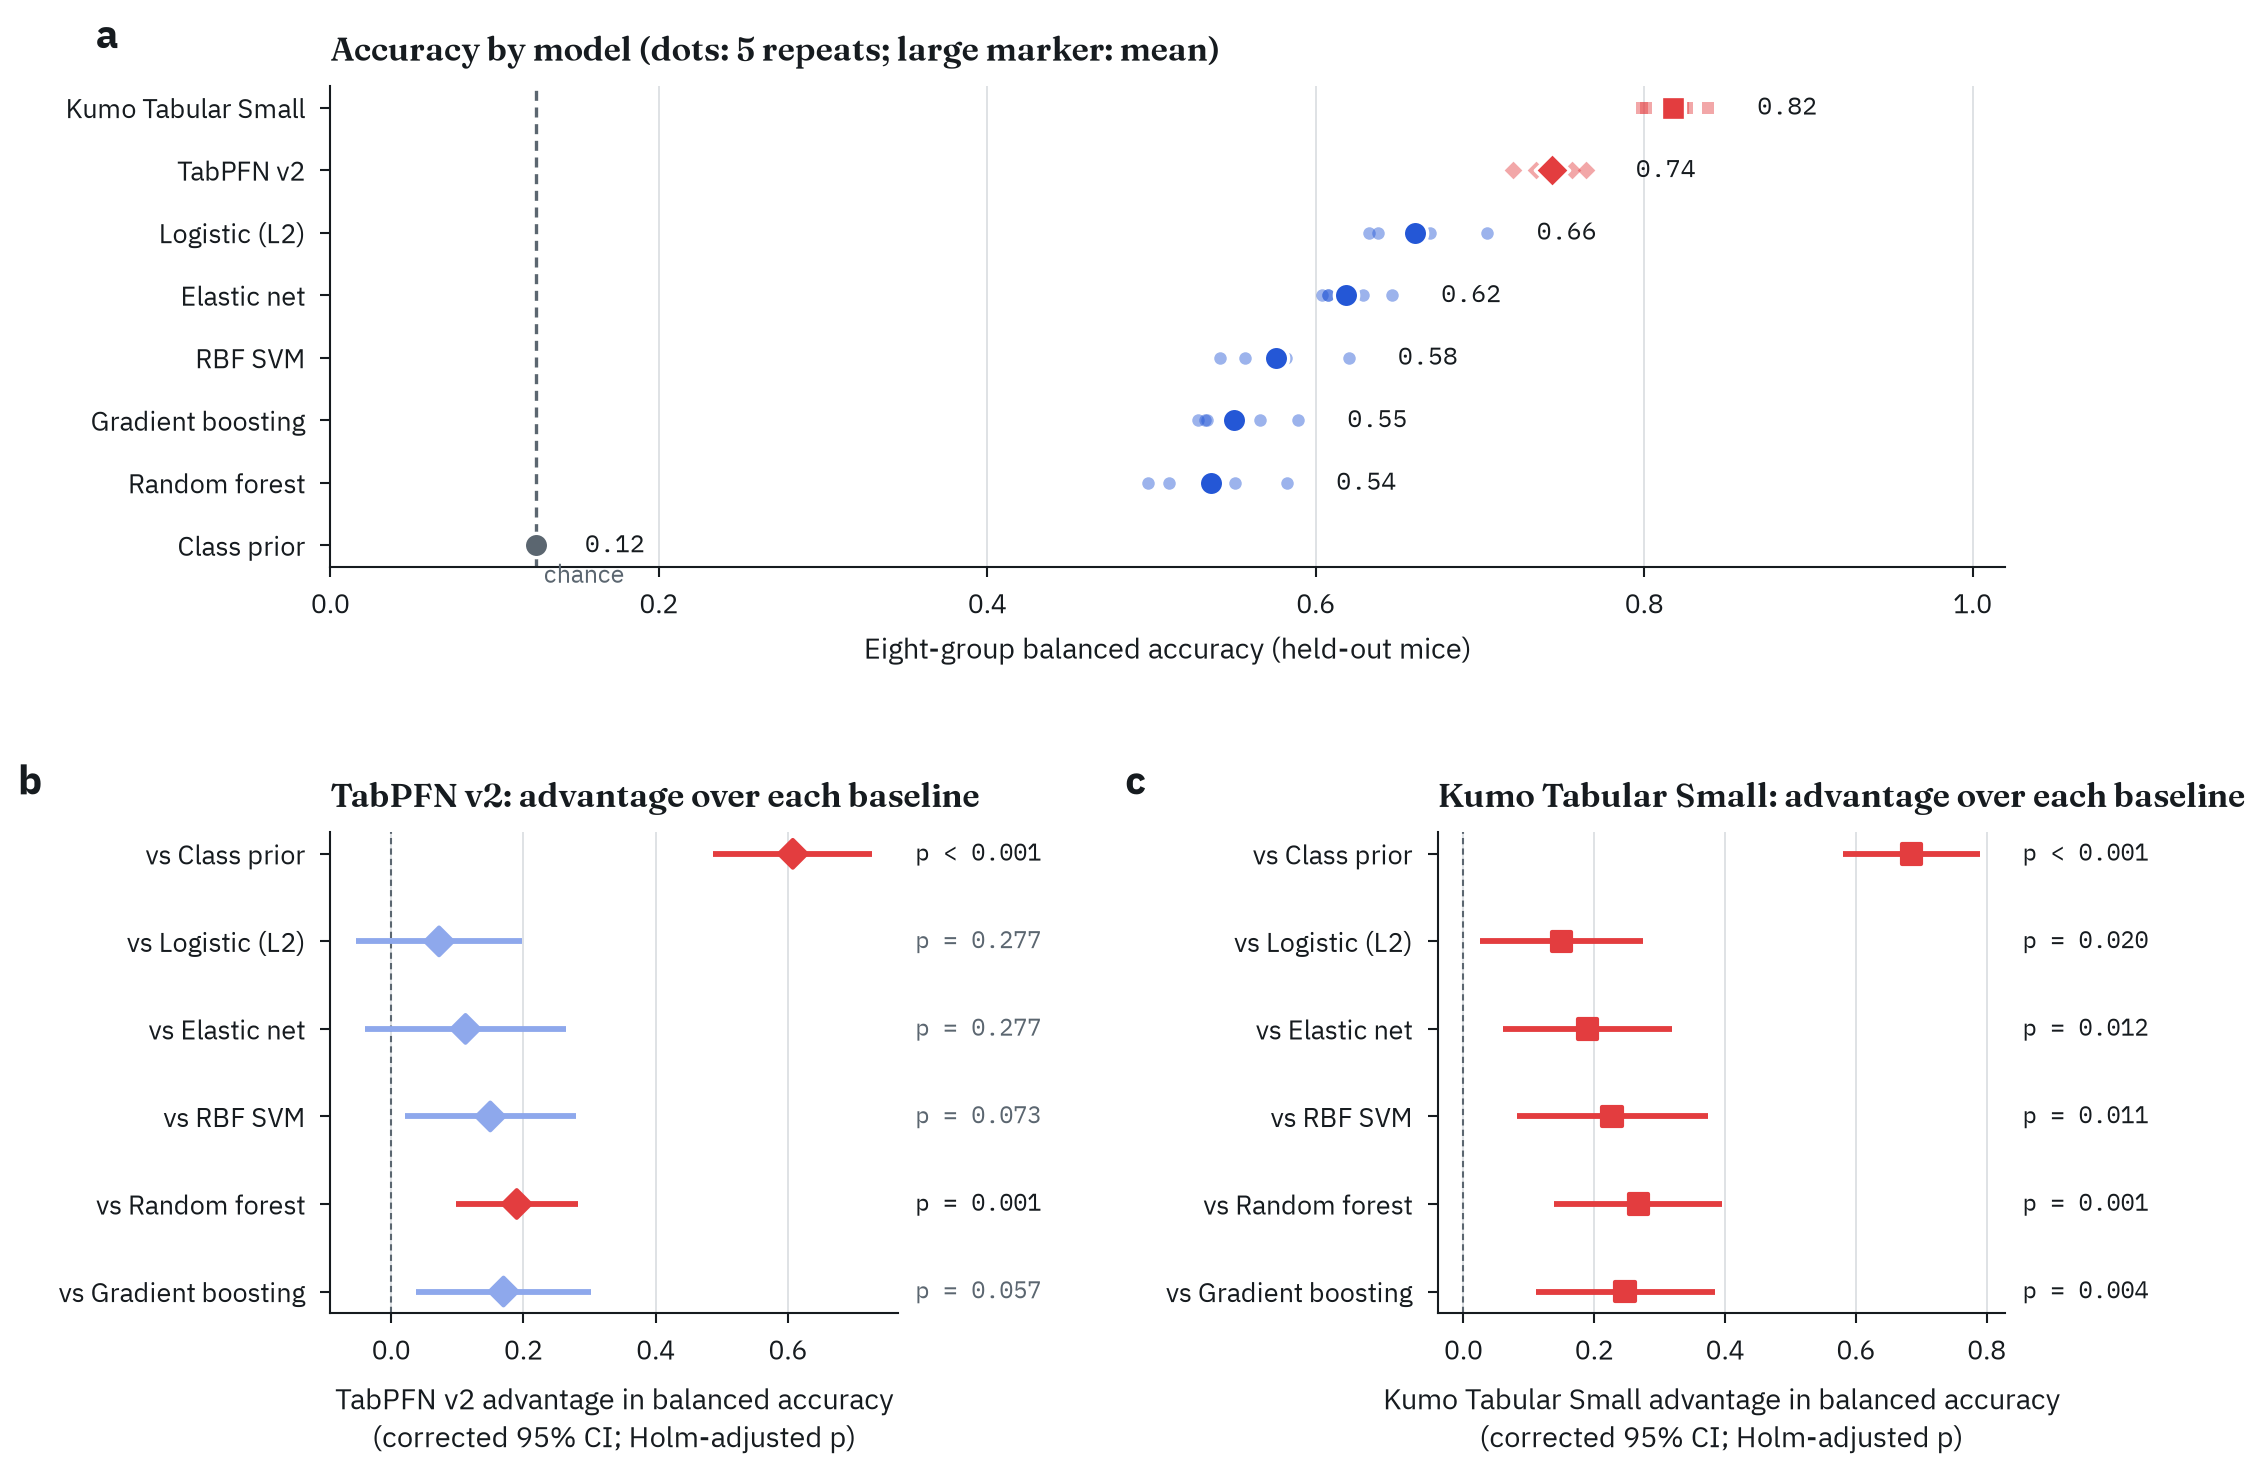 a
Accuracy by model (dots: 5 repeats; large marker: mean)
Kumo Tabular Small
0.82
TabPFN v2
0.74
Logistic (L2)
0.66
Elastic net
0.62
RBF SVM
0.58
Gradient boosting
0.55
Random forest
0.54
Class prior
0.12
chance
0.0 0.2 0.4 0.6 0.8 1.0
Eight-group balanced accuracy (held-out mice)
b
TabPFN v2: advantage over each baseline
vs Class prior
p < 0.001
vs Logistic (L2)
p = 0.277
vs Elastic net
p = 0.277
vs RBF SVM
p = 0.073
vs Random forest
p = 0.001
vs Gradient boosting
p = 0.057
0.0 0.2 0.4 0.6
TabPFN v2 advantage in balanced accuracy
(corrected 95% CI; Holm-adjusted p)
c
Kumo Tabular Small: advantage over each baseline
vs Class prior
p < 0.001
vs Logistic (L2)
p = 0.020
vs Elastic net
p = 0.012
vs RBF SVM
p = 0.011
vs Random forest
p = 0.001
vs Gradient boosting
p = 0.004
0.0 0.2 0.4 0.6 0.8
Kumo Tabular Small advantage in balanced accuracy
(corrected 95% CI; Holm-adjusted p)